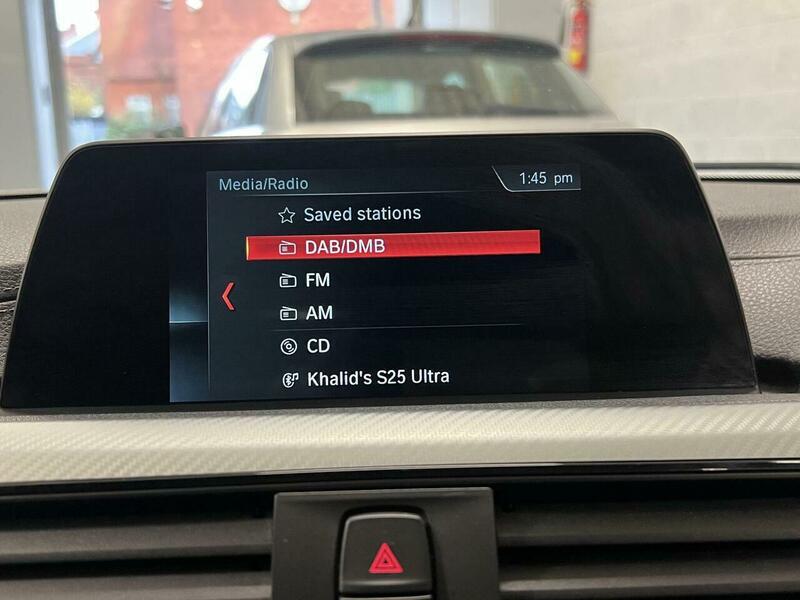 Media/Radio
1:45 pm
Saved stations
DAB/DMB
FM
AM
CD
Khalid's S25 Ultra